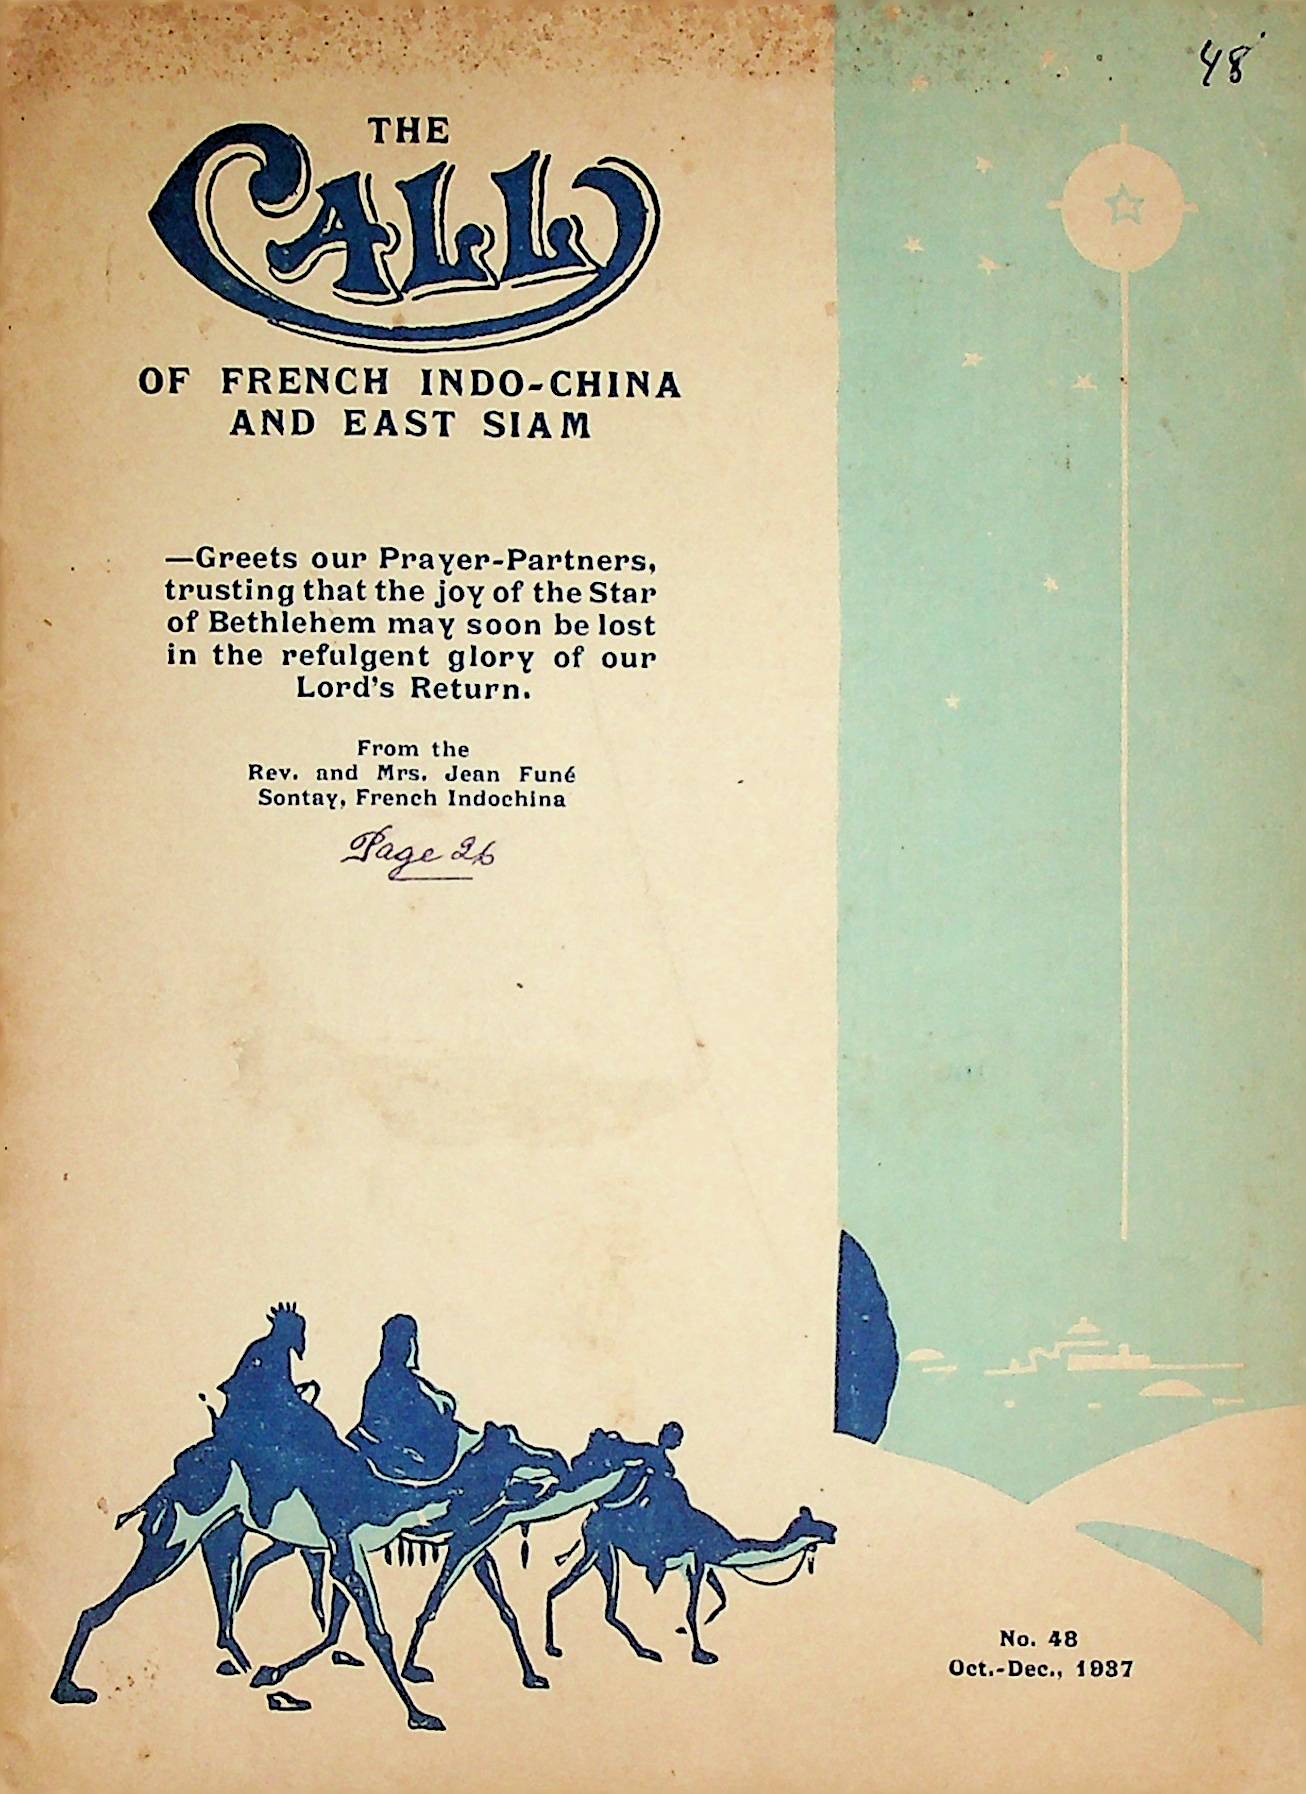 48
THE
CALL
OF FRENCH INDO-CHINA
AND EAST SIAM
—Greets our Prayer-Partners,
trusting that the joy of the Star
of Bethlehem may soon be lost
in the refulgent glory of our
Lord's Return.
From the
Rev. and Mrs. Jean Funé
Sontay, French Indochina
Page 26
No. 48
Oct.-Dec., 1937